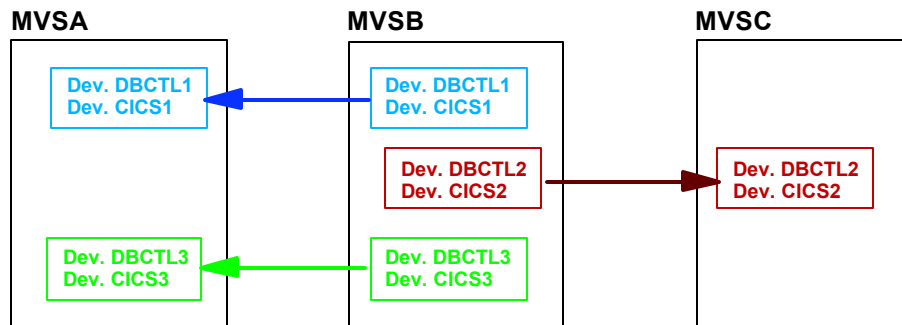 MVSA
MVSB
MVSC
Dev. DBCTL1
Dev. CICS1
Dev. DBCTL1
Dev. CICS1
Dev. DBCTL2
Dev. CICS2
Dev. DBCTL2
Dev. CICS2
Dev. DBCTL3
Dev. CICS3
Dev. DBCTL3
Dev. CICS3